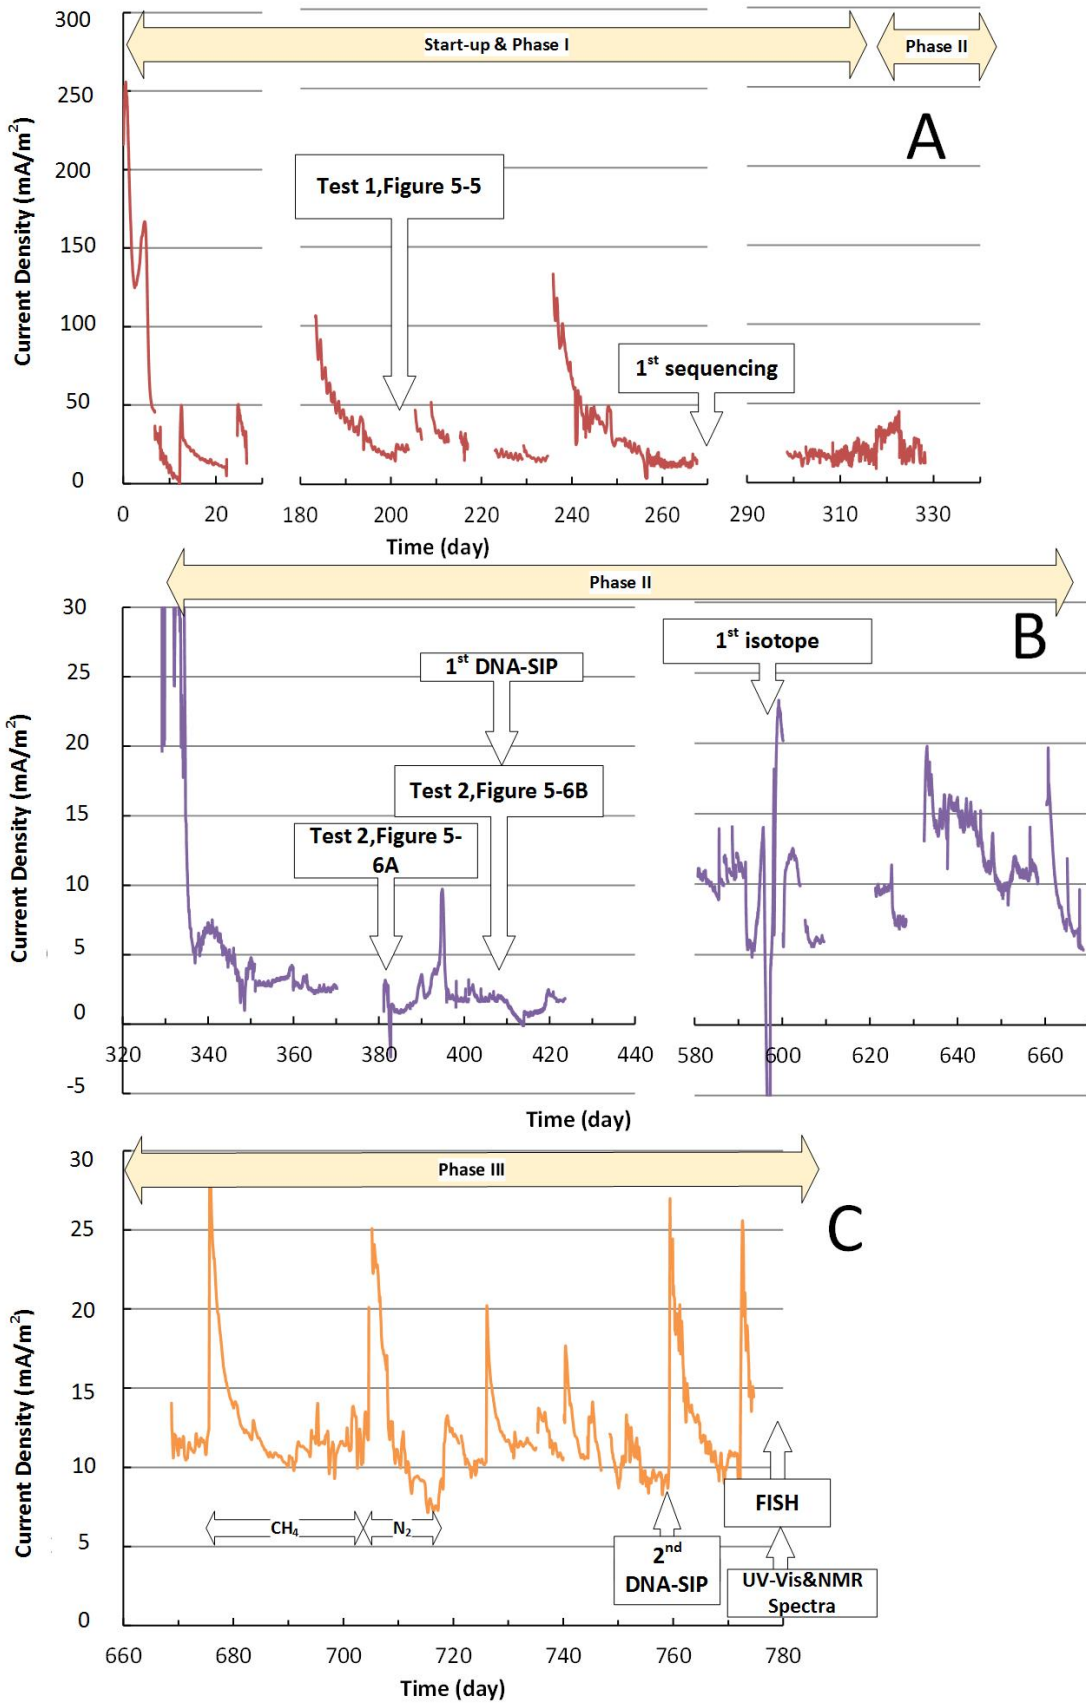 300
Start-up & Phase I
Phase II
250
A
200
Test 1,Figure 5-5
150
100
1st sequencing
50
0
Current Density (mA/m2)
0 20 180 200 220 240 260 290 310 330
Time (day)
Phase II
30
B
1st isotope
1st DNA-SIP
25
20
Test 2,Figure 5-6B
Test 2,Figure 5-
6A
15
10
5
0
320 340 360 380 400 420 440 580 600 620 640 660
-5
Current Density (mA/m2)
Time (day)
30
Phase III
C
25
20
15
10
CH4
N2
FISH
5
2nd
DNA-SIP
UV-Vis&NMR
Spectra
0
Current Density (mA/m2)
660 680 700 720 740 760 780
Time (day)